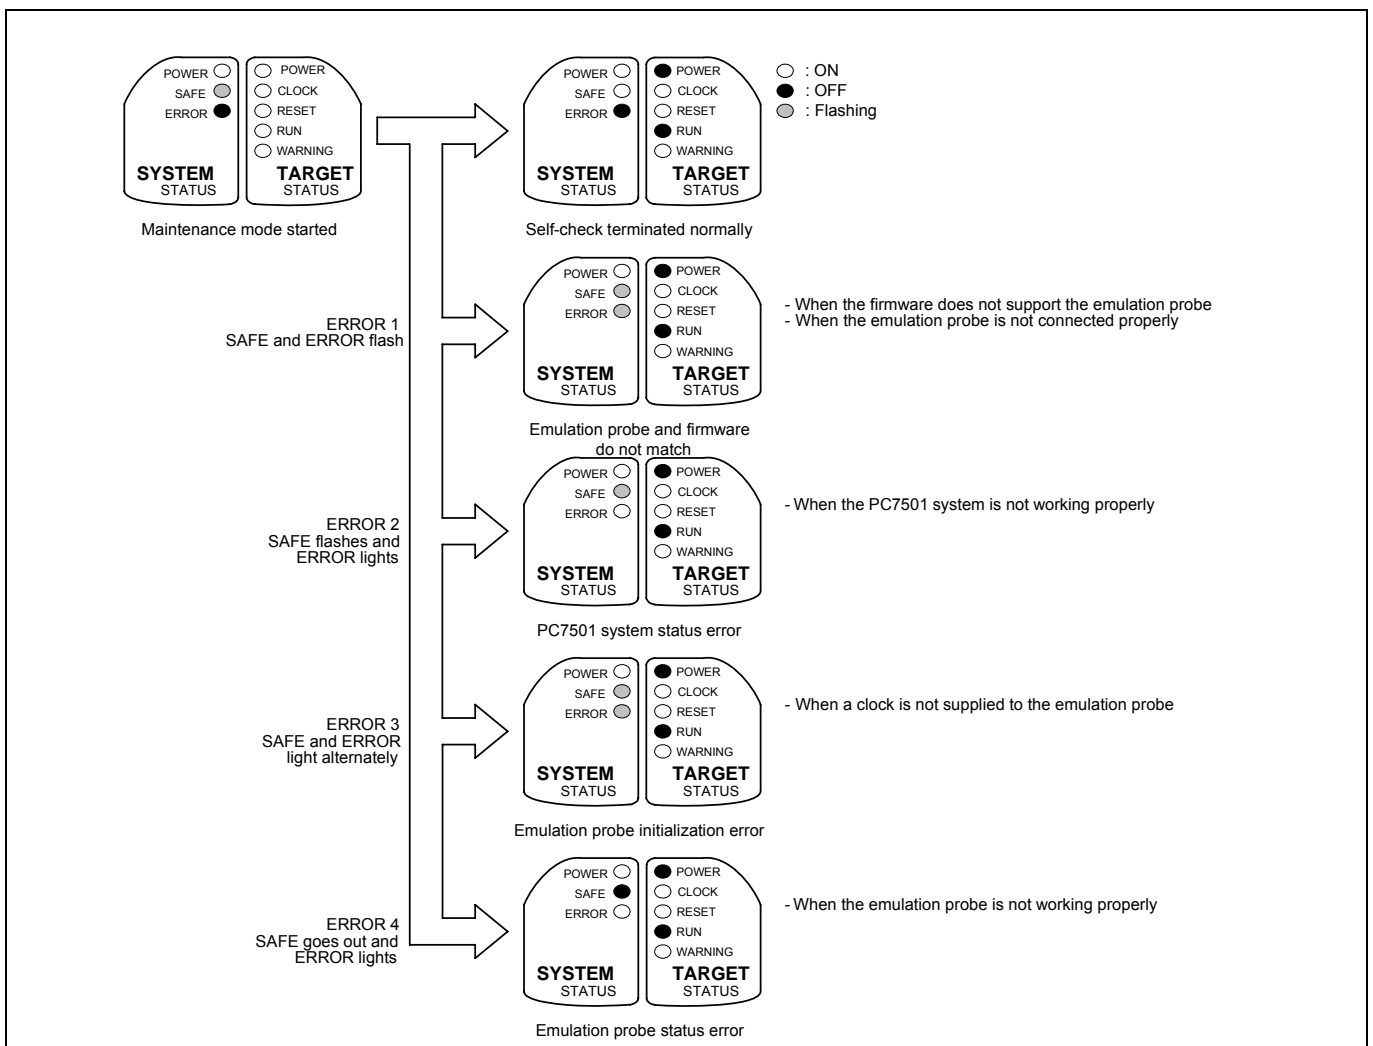 POWER
SAFE
ERROR
SYSTEM
STATUS
POWER
CLOCK
RESET
RUN
WARNING
TARGET
STATUS
Maintenance mode started
POWER
SAFE
ERROR
SYSTEM
STATUS
POWER
CLOCK
RESET
RUN
WARNING
TARGET
STATUS
Self-check terminated normally
: ON
: OFF
: Flashing
ERROR 1
SAFE and ERROR flash
POWER
SAFE
ERROR
SYSTEM
STATUS
POWER
CLOCK
RESET
RUN
WARNING
TARGET
STATUS
Emulation probe and firmware
do not match
- When the firmware does not support the emulation probe
- When the emulation probe is not connected properly
ERROR 2
SAFE flashes and
ERROR lights
POWER
SAFE
ERROR
SYSTEM
STATUS
POWER
CLOCK
RESET
RUN
WARNING
TARGET
STATUS
PC7501 system status error
- When the PC7501 system is not working properly
ERROR 3
SAFE and ERROR
light alternately
POWER
SAFE
ERROR
SYSTEM
STATUS
POWER
CLOCK
RESET
RUN
WARNING
TARGET
STATUS
Emulation probe initialization error
- When a clock is not supplied to the emulation probe
ERROR 4
SAFE goes out and
ERROR lights
POWER
SAFE
ERROR
SYSTEM
STATUS
POWER
CLOCK
RESET
RUN
WARNING
TARGET
STATUS
Emulation probe status error
- When the emulation probe is not working properly